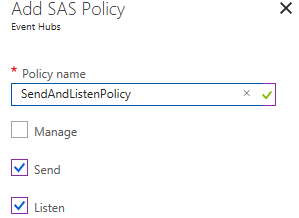 Add SAS Policy
Event Hubs
* Policy name
SendAndListenPolicy
Manage
Send
Listen